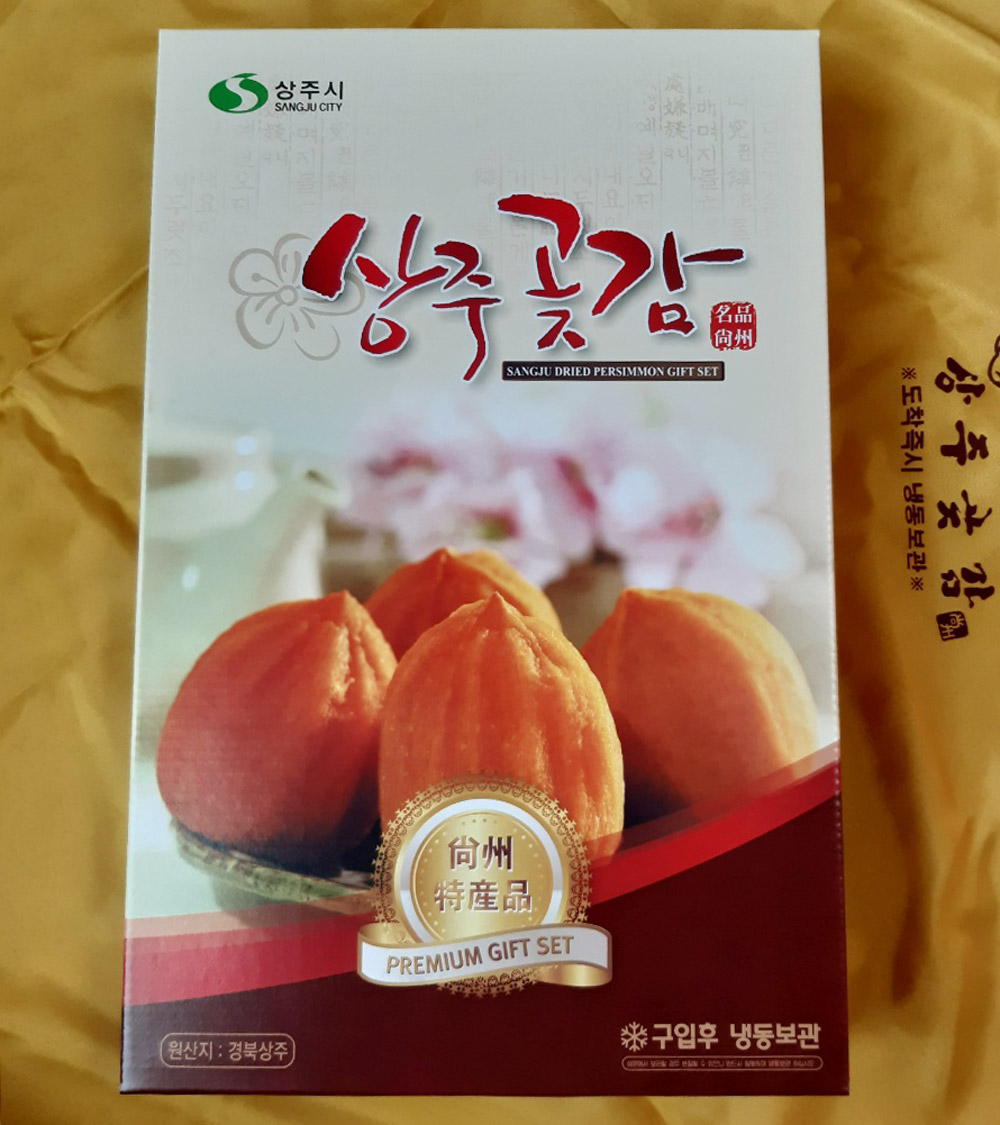 상주시
SANGJU CITY
상주곶감
名品
尙州
SANGJU DRIED PERSIMMON GIFT SET
尙州
特産品
PREMIUM GIFT SET
원산지 : 경북상주
구입후 냉동보관
상주곶감
尙州
※도착즉시 냉동보관※